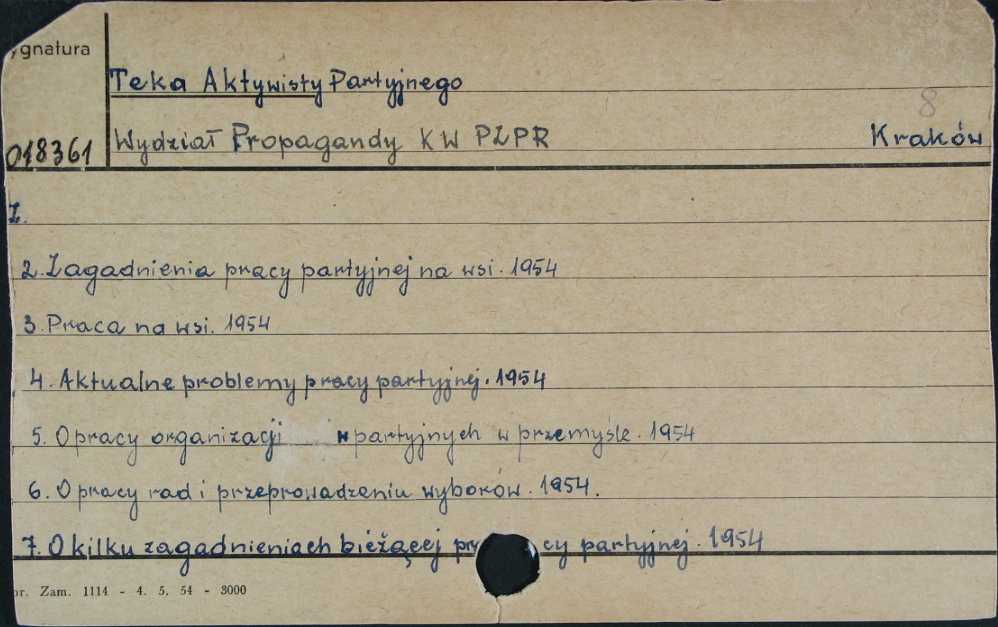 ygnatura
Teka Aktywisty Partyjnego
8
018361 Wydział Propagandy KW PZPR Kraków
1.
2. Zagadnienia pracy partyjnej na wsi. 1954
3. Praca na wsi. 1954
4. Aktualne problemy pracy partyjnej. 1954
5. O pracy organizacji partyjnych w przemyśle. 1954
6. O pracy rad i przeprowadzeniu wyborów. 1954.
7. O kilku zagadnieniach bieżącej pr cy partyjnej. 1954
or. Zam. 1114 - 4. 5. 54 - 3000